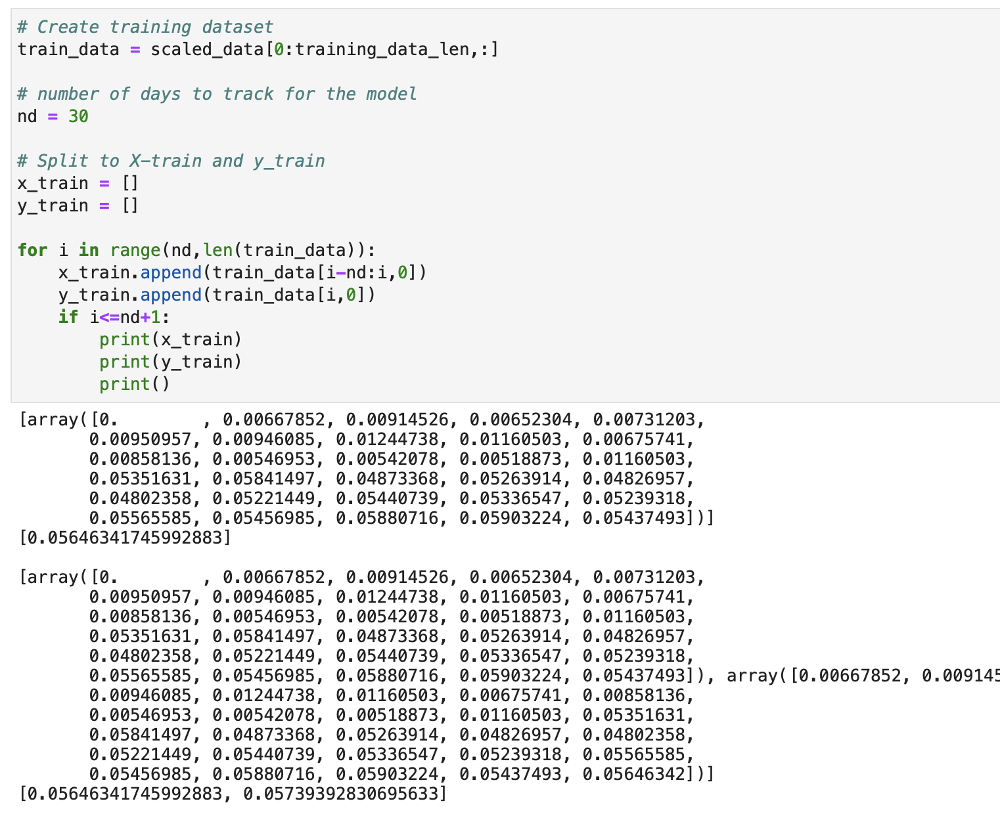 # Create training dataset
train_data = scaled_data[0:training_data_len,:]
# number of days to track for the model
nd = 30
# Split to X-train and y_train
x_train = []
y_train = []
for i in range(nd,len(train_data)):
    x_train.append(train_data[i-nd:i,0])
    y_train.append(train_data[i,0])
    if i<=nd+1:
        print(x_train)
        print(y_train)
        print()
[array([0.        , 0.00667852, 0.00914526, 0.00652304, 0.00731203,
       0.00950957, 0.00946085, 0.01244738, 0.01160503, 0.00675741,
       0.00858136, 0.00546953, 0.00542078, 0.00518873, 0.01160503,
       0.05351631, 0.05841497, 0.04873368, 0.05263914, 0.04826957,
       0.04802358, 0.05221449, 0.05440739, 0.05336547, 0.05239318,
       0.05565585, 0.05456985, 0.05880716, 0.05903224, 0.05437493])]
[0.05646341745992883]
[array([0.        , 0.00667852, 0.00914526, 0.00652304, 0.00731203,
       0.00950957, 0.00946085, 0.01244738, 0.01160503, 0.00675741,
       0.00858136, 0.00546953, 0.00542078, 0.00518873, 0.01160503,
       0.05351631, 0.05841497, 0.04873368, 0.05263914, 0.04826957,
       0.04802358, 0.05221449, 0.05440739, 0.05336547, 0.05239318,
       0.05565585, 0.05456985, 0.05880716, 0.05903224, 0.05437493]), array([0.00667852, 0.00914
       0.00946085, 0.01244738, 0.01160503, 0.00675741, 0.00858136,
       0.00546953, 0.00542078, 0.00518873, 0.01160503, 0.05351631,
       0.05841497, 0.04873368, 0.05263914, 0.04826957, 0.04802358,
       0.05221449, 0.05440739, 0.05336547, 0.05239318, 0.05565585,
       0.05456985, 0.05880716, 0.05903224, 0.05437493, 0.05646342])]
[0.05646341745992883, 0.05739392830695633]